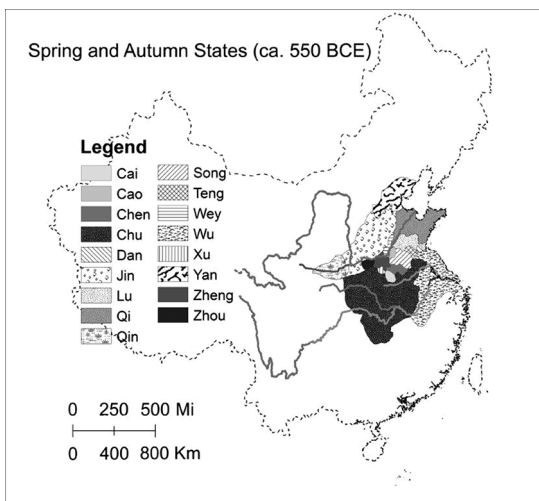 Spring and Autumn States (ca. 550 BCE)
Legend
Cai
Cao
Chen
Chu
Dan
Jin
Lu
Qi
Qin
Song
Teng
Wey
Wu
Xu
Yan
Zheng
Zhou
0 250 500 Mi
0 400 800 Km